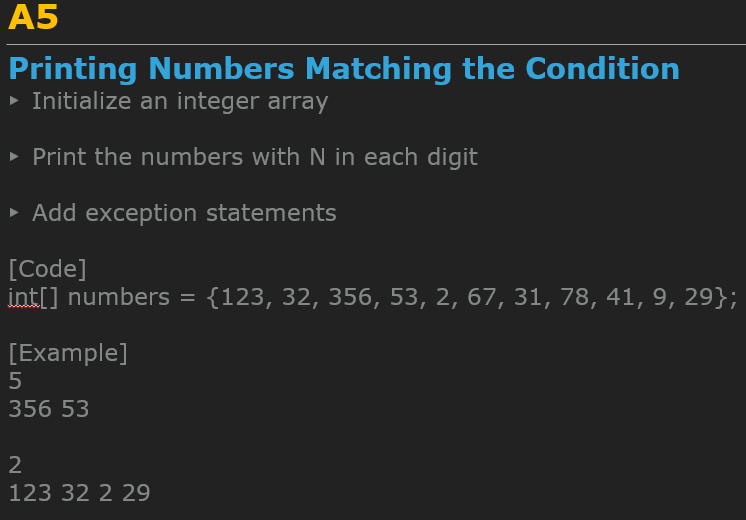 A5
Printing Numbers Matching the Condition
‣ Initialize an integer array
‣ Print the numbers with N in each digit
‣ Add exception statements
[Code]
int[] numbers = {123, 32, 356, 53, 2, 67, 31, 78, 41, 9, 29};
[Example]
5
356 53
2
123 32 2 29